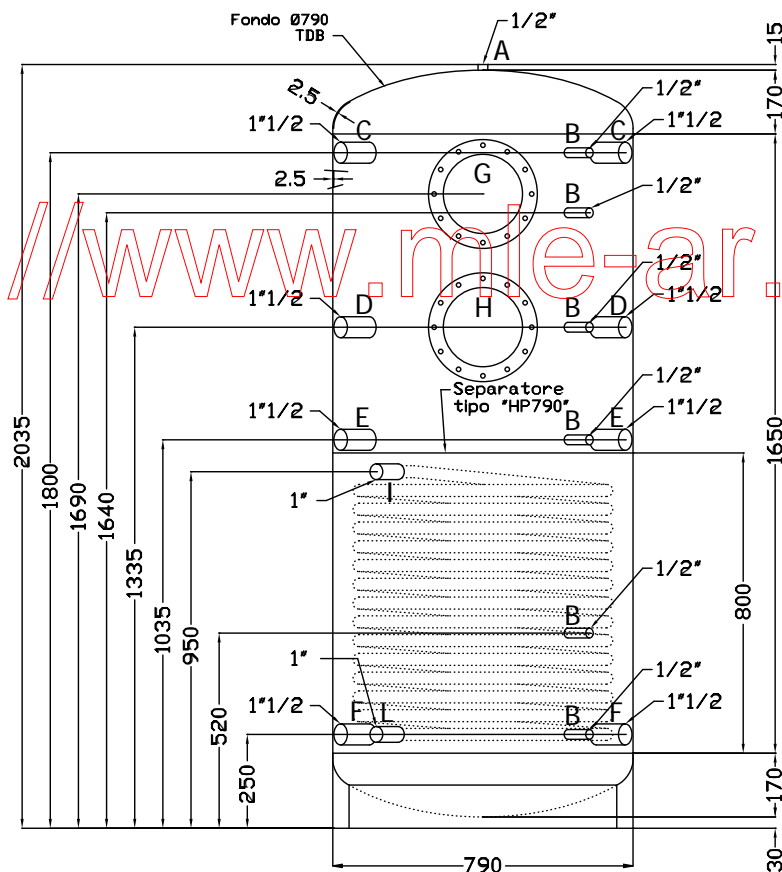 Fondo Ø790
TDB
1/2"
A
15
170
2.5
1"1/2
C
B
C
1/2"
1"1/2
2.5
G
B
1/2"
//www.mle-ar.
1/2"
1"1/2
D
H
B
D
1"1/2
Separatore
tipo "HP790"
1/2"
1"1/2
E
B
E
1"1/2
1"
I
2035
1800
1690
1640
1335
1035
950
520
250
1650
800
B
1/2"
1"
1/2"
1"1/2
F
L
B
F
1"1/2
170
30
790